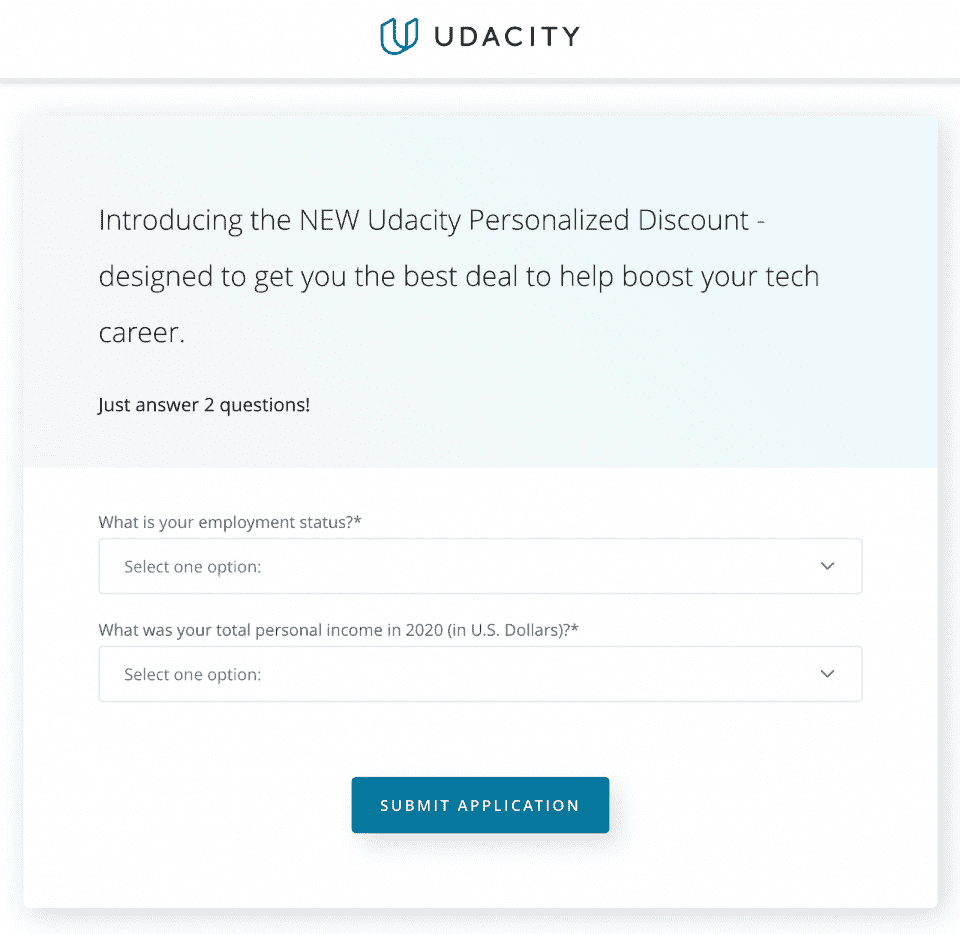 UDACITY
Introducing the NEW Udacity Personalized Discount -
designed to get you the best deal to help boost your tech
career.
Just answer 2 questions!
What is your employment status?*
Select one option:
What was your total personal income in 2020 (in U.S. Dollars)?*
Select one option:
SUBMIT APPLICATION